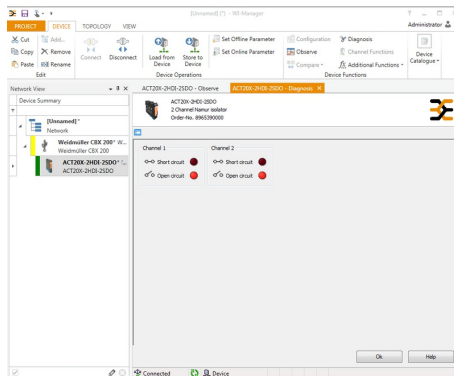 [Unnamed] (*) - WI-Manager
PROJECT DEVICE TOPOLOGY VIEW Administrator
Cut Copy Paste
Add... Remove Rename
Edit
Connect Disconnect
Load from Device Store to Device
Set Offline Parameter
Set Online Parameter
Device Operations
Configuration Observe Compare
Diagnosis Channel Functions Additional Functions
Device Functions
Device Catalogue
Network View
Device Summary
[Unnamed]*
Network
Weidmüller CBX 200* W...
Weidmüller CBX 200
ACT20X-2HDI-2SDO*
ACT20X-2HDI-2SDO
ACT20X-2HDI-2SDO - Observe ACT20X-2HDI-2SDO - Diagnosis
ACT20X-2HDI-2SDO
2 Channel Namur isolator
Order-No. 8965390000
Channel 1 Channel 2
Short circuit Short circuit
Open circuit Open circuit
Ok Help
Connected Device